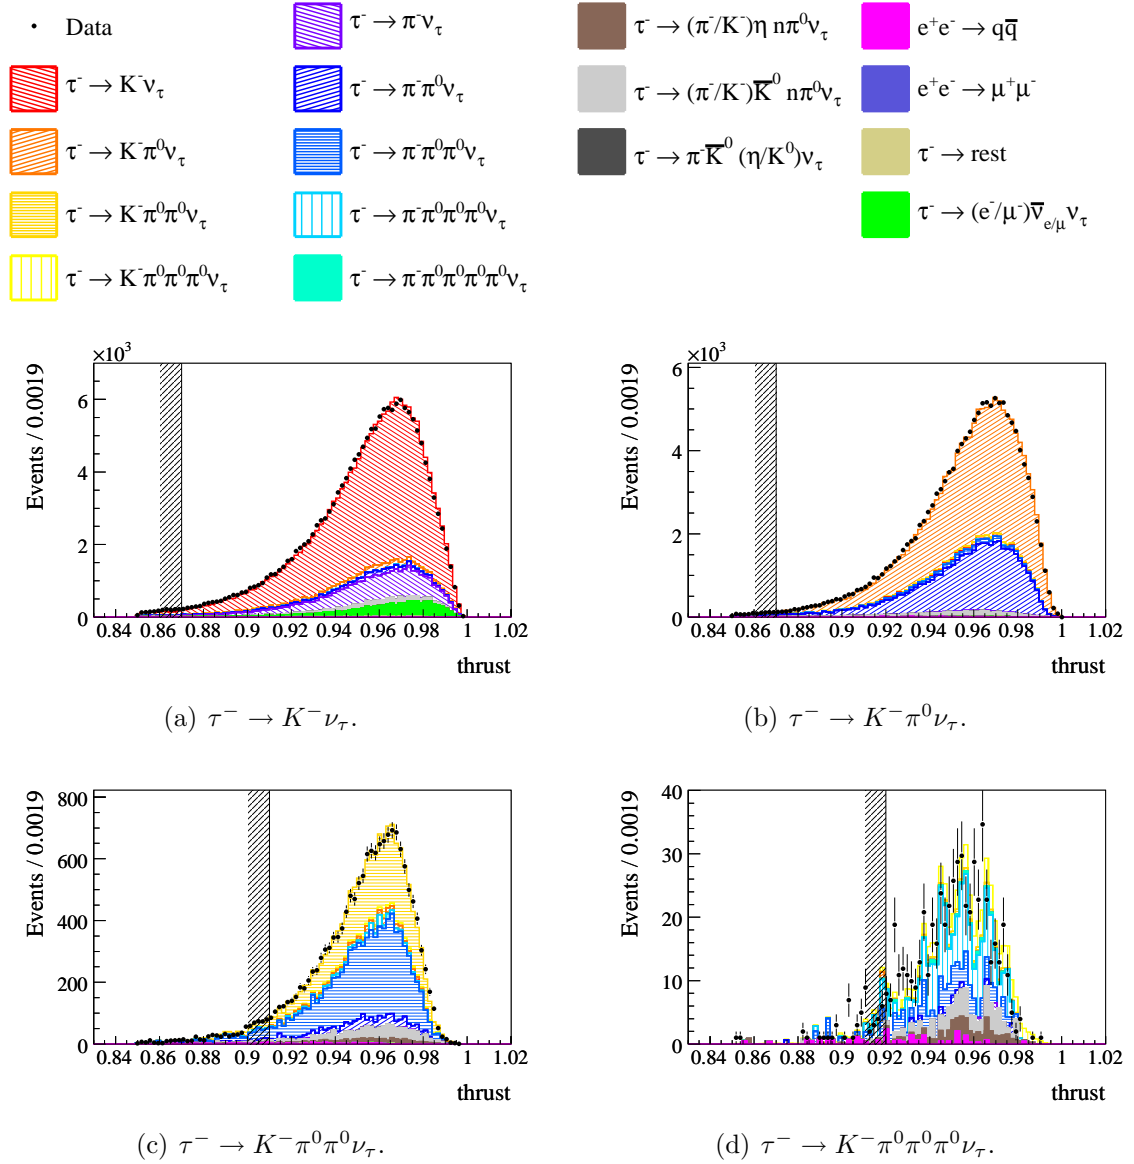 Data
τ⁻ → K⁻ν_τ
τ⁻ → K⁻π⁰ν_τ
τ⁻ → K⁻π⁰π⁰ν_τ
τ⁻ → K⁻π⁰π⁰π⁰ν_τ
τ⁻ → π⁻ν_τ
τ⁻ → π⁻π⁰ν_τ
τ⁻ → π⁻π⁰π⁰ν_τ
τ⁻ → π⁻π⁰π⁰π⁰ν_τ
τ⁻ → π⁻π⁰π⁰π⁰π⁰ν_τ
τ⁻ → (π⁻/K⁻)η nπ⁰ν_τ
τ⁻ → (π⁻/K⁻)K̅⁰ nπ⁰ν_τ
τ⁻ → π⁻K̅⁰ (η/K⁰)ν_τ
e⁺e⁻ → qq̅
e⁺e⁻ → μ⁺μ⁻
τ⁻ → rest
τ⁻ → (e⁻/μ⁻)ν̅_e/μ ν_τ
×10³
Events / 0.0019
6
4
2
0
0.84 0.86 0.88 0.9 0.92 0.94 0.96 0.98 1 1.02
thrust
(a) τ⁻ → K⁻ν_τ.
×10³
Events / 0.0019
6
4
2
0
0.84 0.86 0.88 0.9 0.92 0.94 0.96 0.98 1 1.02
thrust
(b) τ⁻ → K⁻π⁰ν_τ.
Events / 0.0019
800
600
400
200
0
0.84 0.86 0.88 0.9 0.92 0.94 0.96 0.98 1 1.02
thrust
(c) τ⁻ → K⁻π⁰π⁰ν_τ.
Events / 0.0019
40
30
20
10
0
0.84 0.86 0.88 0.9 0.92 0.94 0.96 0.98 1 1.02
thrust
(d) τ⁻ → K⁻π⁰π⁰π⁰ν_τ.